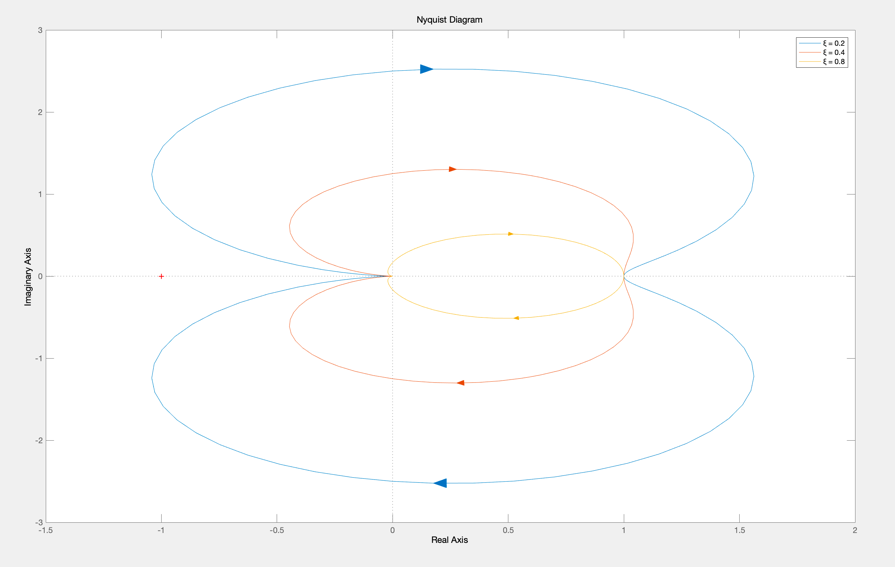 Nyquist Diagram
ξ = 0.2
ξ = 0.4
ξ = 0.8
3
2
1
0
-1
-2
-3
Imaginary Axis
-1.5
-1
-0.5
0
0.5
1
1.5
2
Real Axis